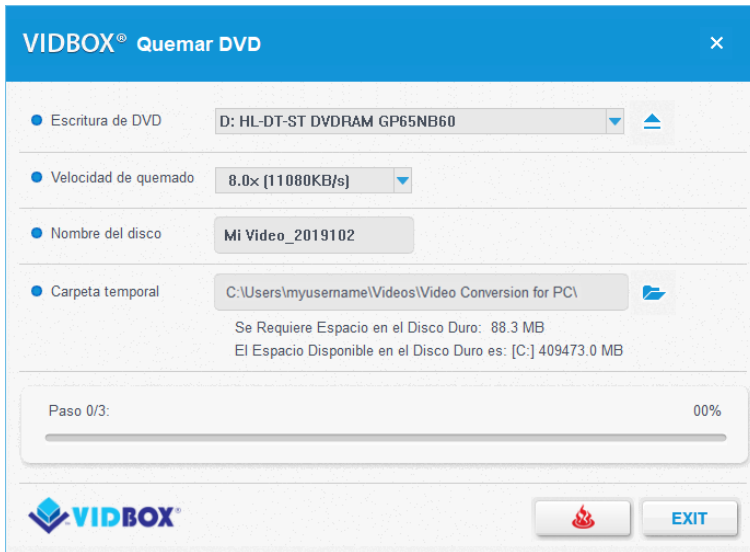 VIDBOX® Quemar DVD
Escritura de DVD D: HL-DT-ST DVDRAM GP65NB60
Velocidad de quemado 8.0x (11080KB/s)
Nombre del disco Mi Video_2019102
Carpeta temporal C:\Users\myusername\Videos\Video Conversion for PC\
Se Requiere Espacio en el Disco Duro: 88.3 MB
El Espacio Disponible en el Disco Duro es: [C:] 409473.0 MB
Paso 0/3: 00%
VIDBOX® EXIT